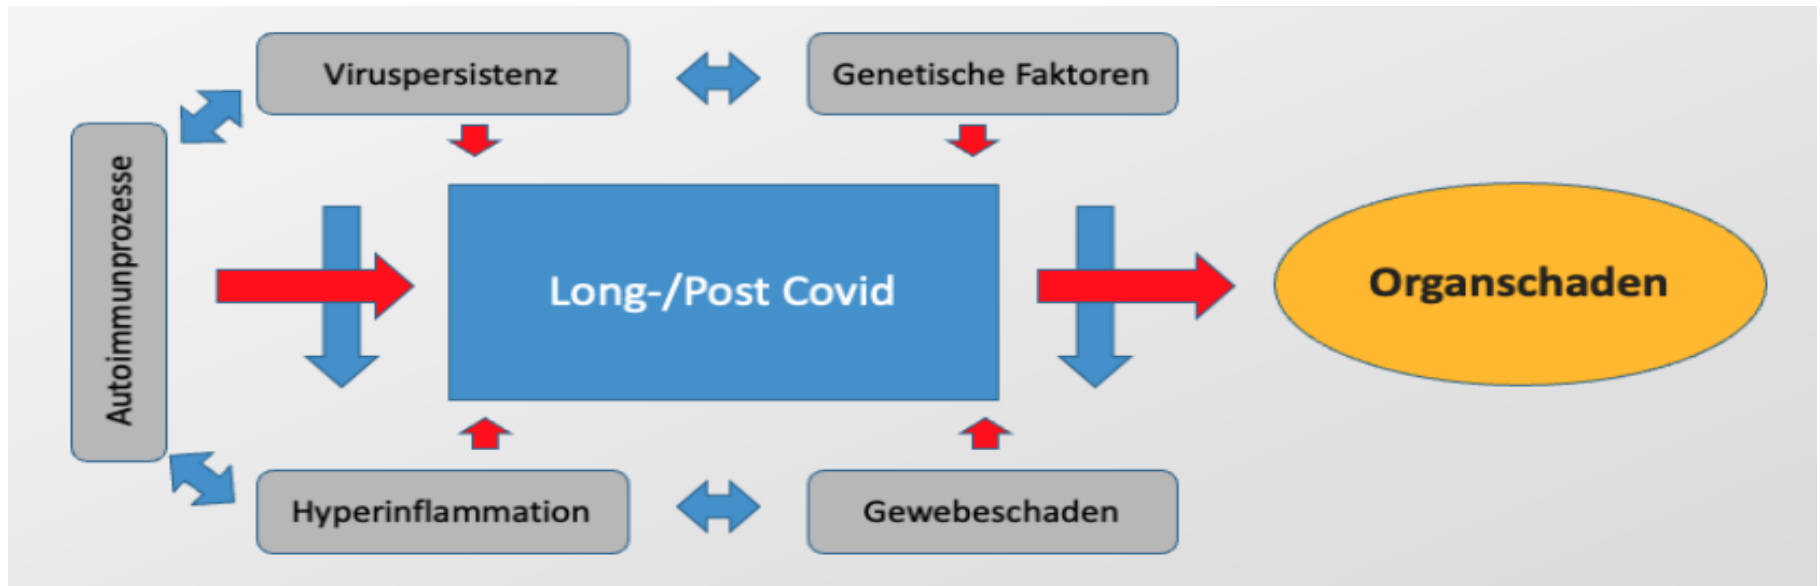 Viruspersistenz
Genetische Faktoren
Autoimmunprozesse
Long-/Post Covid
Organschaden
Hyperinflammation
Gewebeschaden